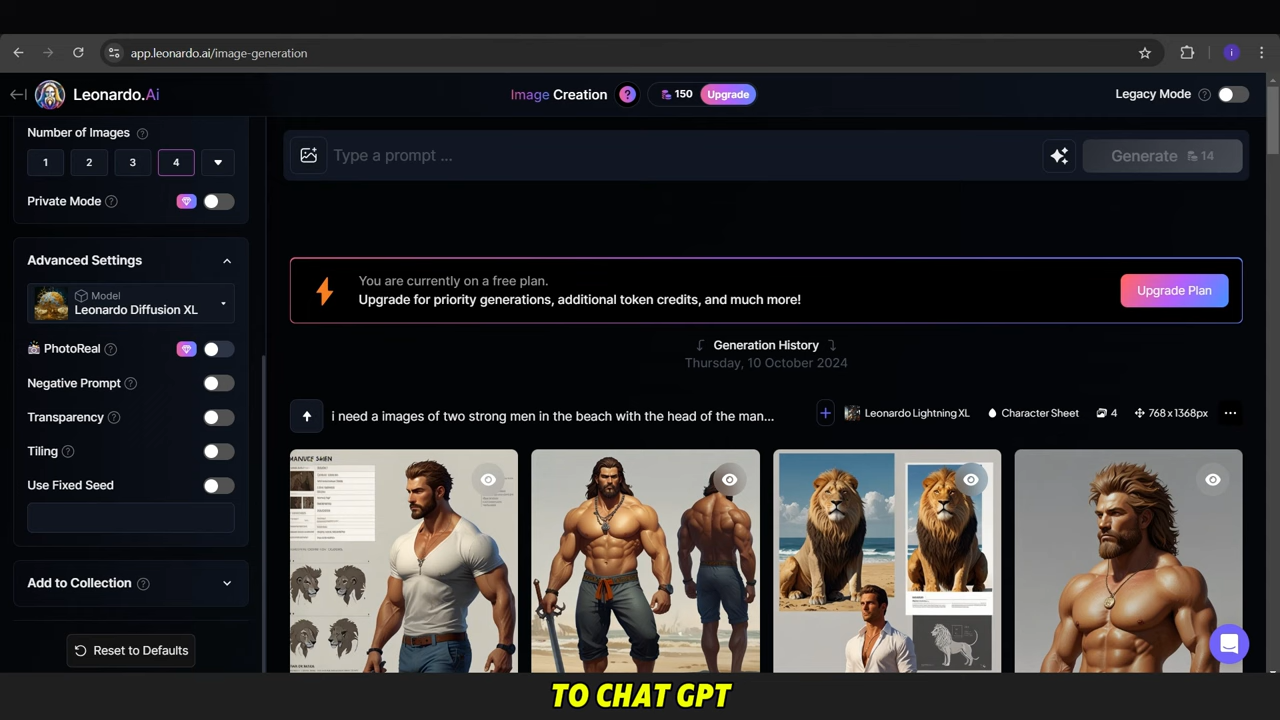 app.leonardo.ai/image-generation
i
Leonardo.Ai
Image Creation ? 150 Upgrade
Legacy Mode ?
Number of Images ?
1 2 3 4
Private Mode ?
Type a prompt ...
Generate 14
Advanced Settings
Model
Leonardo Diffusion XL
PhotoReal ?
Negative Prompt ?
Transparency ?
Tiling ?
Use Fixed Seed
Add to Collection ?
Reset to Defaults
You are currently on a free plan.
Upgrade for priority generations, additional token credits, and much more!
Upgrade Plan
Generation History
Thursday, 10 October 2024
i need a images of two strong men in the beach with the head of the man...
Leonardo Lightning XL Character Sheet 4 768 x 1368px
TO CHAT GPT